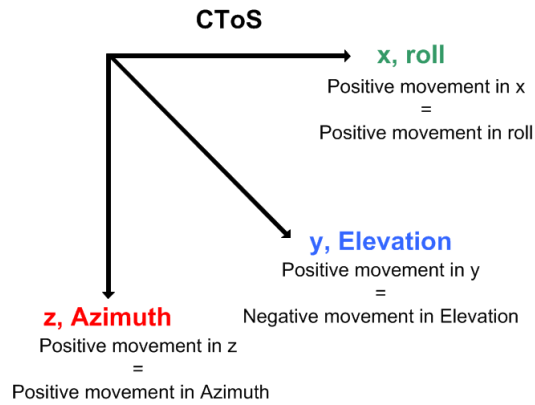 CToS
x, roll
Positive movement in x
=
Positive movement in roll
y, Elevation
Positive movement in y
=
Negative movement in Elevation
z, Azimuth
Positive movement in z
=
Positive movement in Azimuth